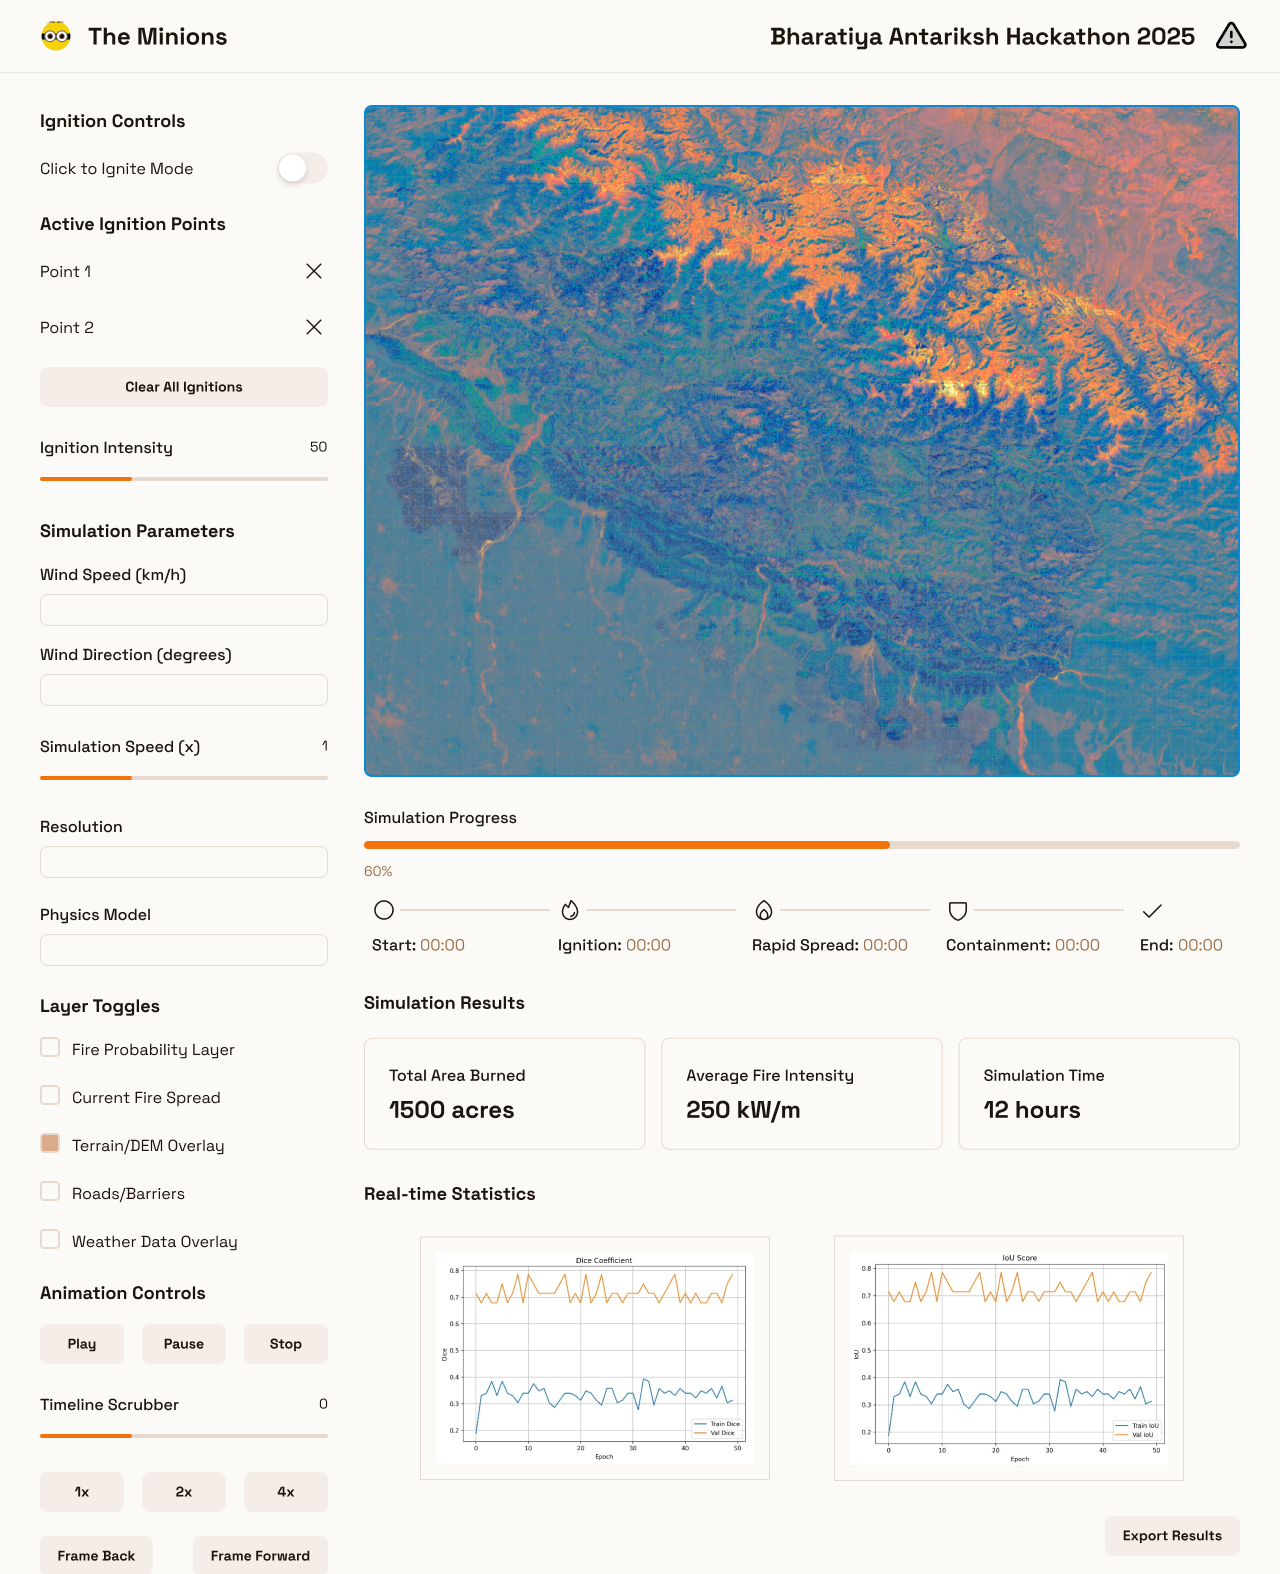 The Minions
Bharatiya Antariksh Hackathon 2025
Ignition Controls
Click to Ignite Mode
Active Ignition Points
Point 1
Point 2
Clear All Ignitions
Ignition Intensity 50
Simulation Parameters
Wind Speed (km/h)
Wind Direction (degrees)
Simulation Speed (x) 1
Resolution
Physics Model
Layer Toggles
Fire Probability Layer
Current Fire Spread
Terrain/DEM Overlay
Roads/Barriers
Weather Data Overlay
Animation Controls
Play Pause Stop
Timeline Scrubber 0
1x 2x 4x
Frame Back Frame Forward
Simulation Progress
60%
Start: 00:00 Ignition: 00:00 Rapid Spread: 00:00 Containment: 00:00 End: 00:00
Simulation Results
Total Area Burned
1500 acres
Average Fire Intensity
250 kW/m
Simulation Time
12 hours
Real-time Statistics
Dice Coefficient
0.8
0.7
0.6
0.5
0.4
0.3
0.2
Dice
0 10 20 30 40 50
Epoch
Train Dice
Val Dice
IoU Score
0.8
0.7
0.6
0.5
0.4
0.3
0.2
IoU
0 10 20 30 40 50
Epoch
Train IoU
Val IoU
Export Results